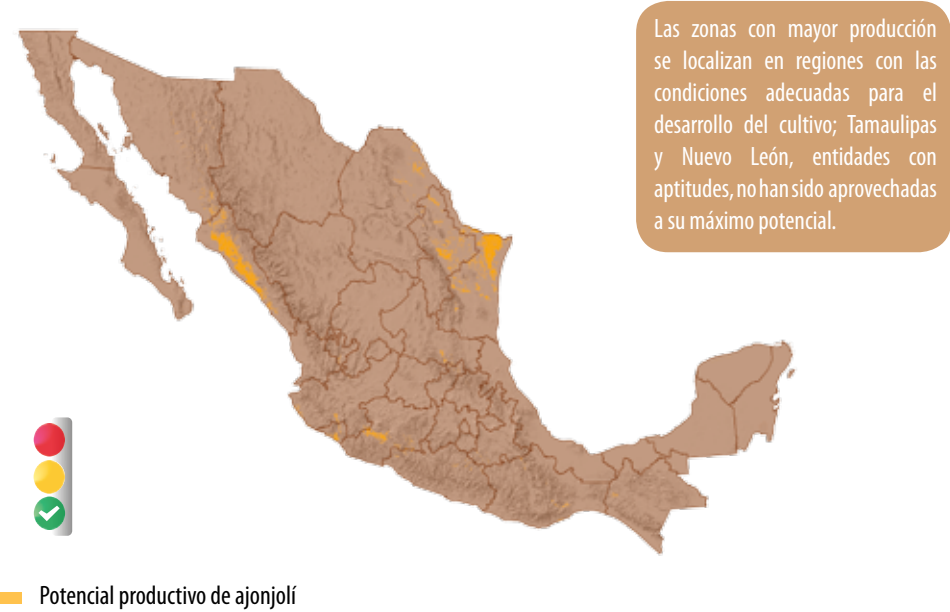 Las zonas con mayor producción
se localizan en regiones con las
condiciones adecuadas para el
desarrollo del cultivo; Tamaulipas
y Nuevo León, entidades con
aptitudes, no han sido aprovechadas
a su máximo potencial.
Potencial productivo de ajonjolí